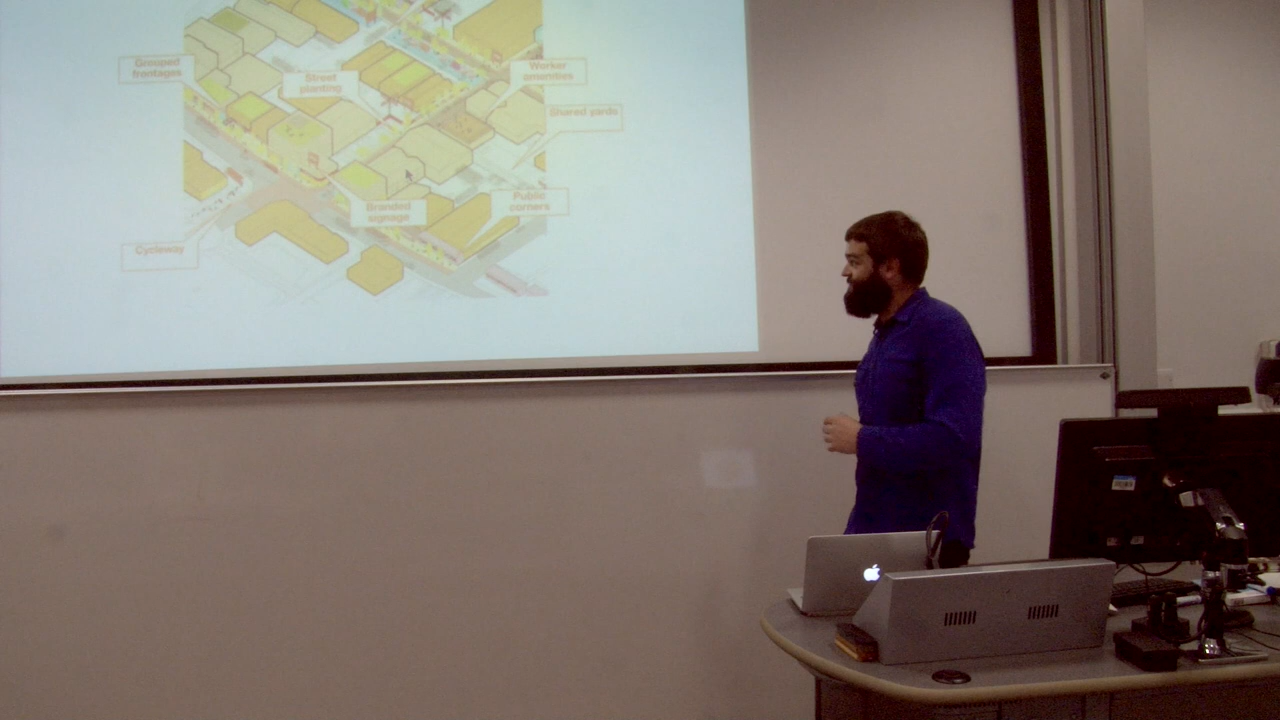 Grouped
frontages
Street
planting
Worker
amenities
Shared yards
Branded
signage
Public
corners
Cycleway